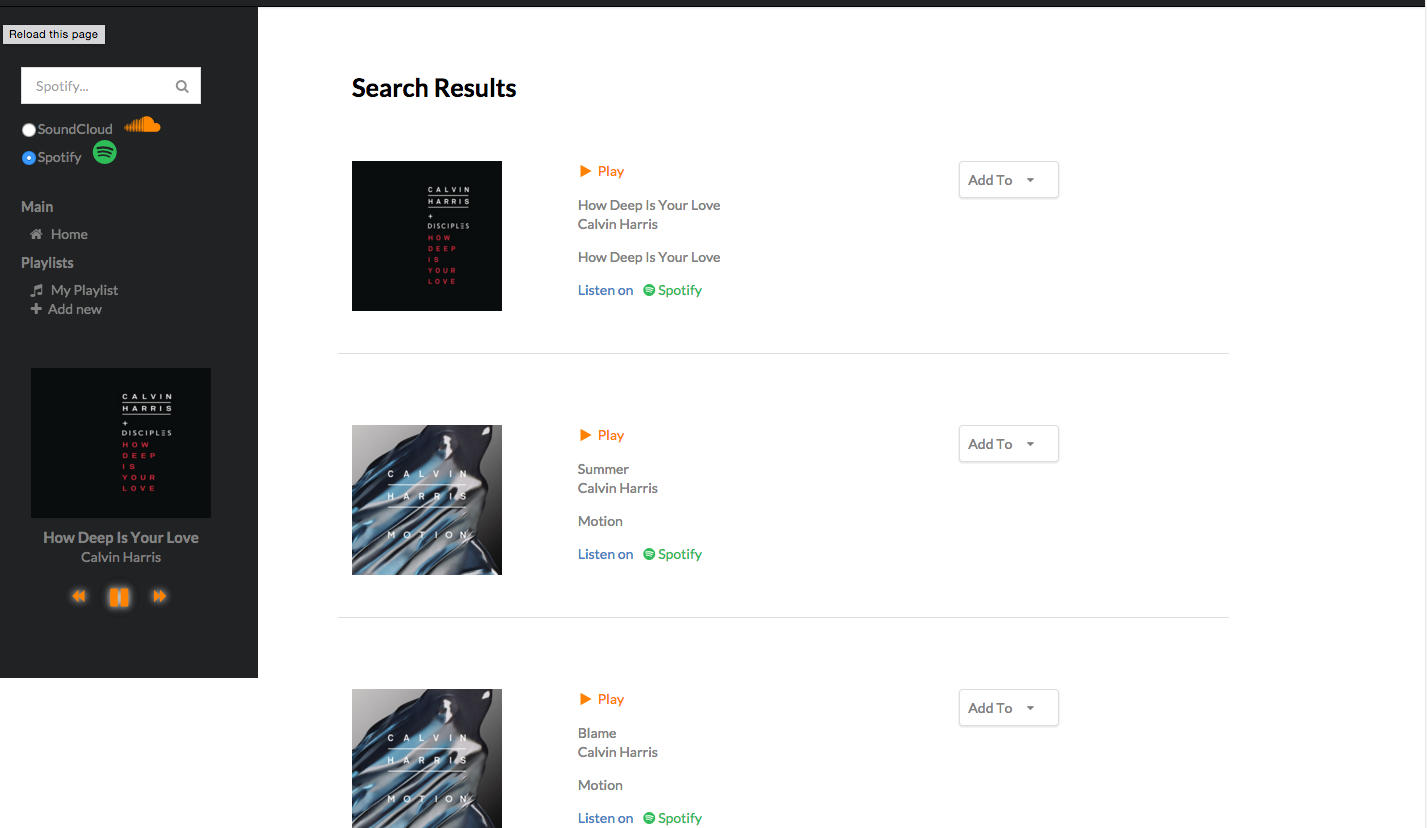 Reload this page
Spotify...
SoundCloud
Spotify
Main
Home
Playlists
My Playlist
Add new
CALVIN
HARRIS
+
DISCIPLES
HOW
DEEP
IS
YOUR
LOVE
How Deep Is Your Love
Calvin Harris
Search Results
CALVIN
HARRIS
+
DISCIPLES
HOW
DEEP
IS
YOUR
LOVE
Play
How Deep Is Your Love
Calvin Harris
How Deep Is Your Love
Listen on Spotify
Add To
CALVIN
HARRIS
MOTION
Play
Summer
Calvin Harris
Motion
Listen on Spotify
Add To
CALVIN
HARRIS
MOTION
Play
Blame
Calvin Harris
Motion
Listen on Spotify
Add To